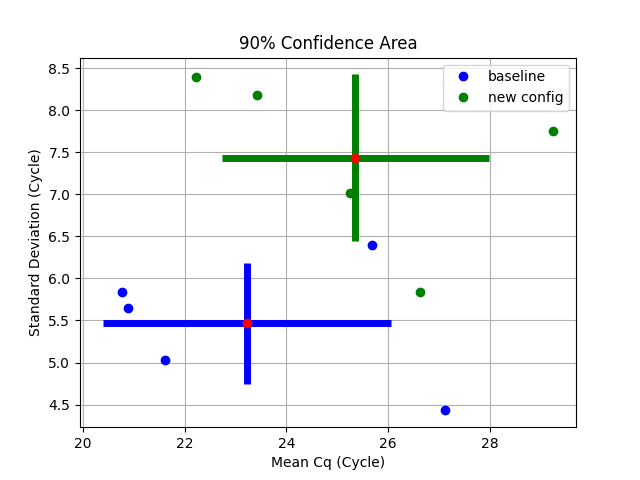 90% Confidence Area
Standard Deviation (Cycle)
8.5
8.0
7.5
7.0
6.5
6.0
5.5
5.0
4.5
baseline
new config
20 22 24 26 28
Mean Cq (Cycle)